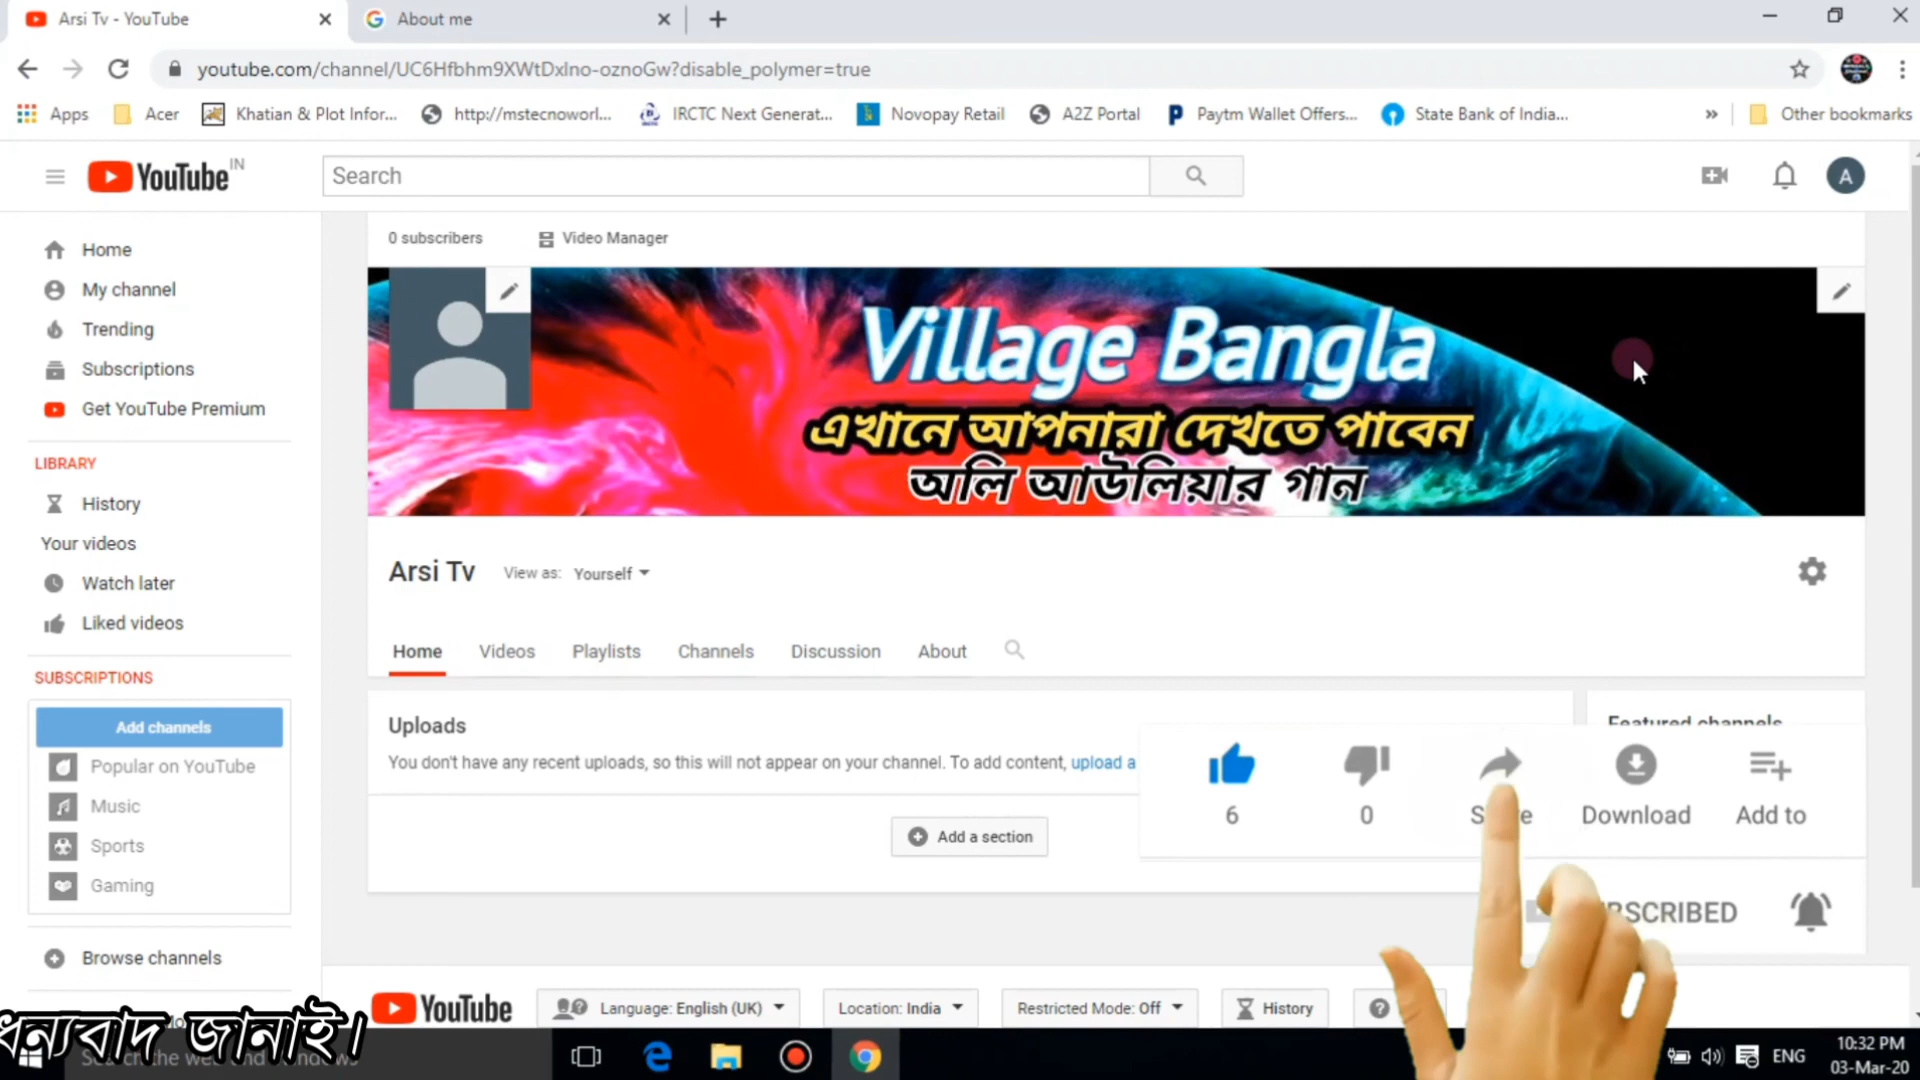 Arsi Tv - YouTube
About me
youtube.com/channel/UC6Hfbhm9XWtDxIno-oznoGw?disable_polymer=true
Apps
Acer
Khatian & Plot Infor...
http://mstecnoworl...
IRCTC Next Generat...
Novopay Retail
A2Z Portal
Paytm Wallet Offers...
State Bank of India...
»
Other bookmarks
YouTube IN
Search
A
0 subscribers
Video Manager
Home
My channel
Trending
Subscriptions
Get YouTube Premium
LIBRARY
History
Your videos
Watch later
Liked videos
SUBSCRIPTIONS
Add channels
Popular on YouTube
Music
Sports
Gaming
Browse channels
Village Bangla
এখানে আপনারা দেখতে পাবেন
অলি আউলিয়ার গান
Arsi Tv
View as: Yourself
Home
Videos
Playlists
Channels
Discussion
About
Uploads
You don't have any recent uploads, so this will not appear on your channel. To add content, upload a
Featured channels
Add a section
6
0
Download
Add to
YouTube
Language: English (UK)
Location: India
Restricted Mode: Off
History
ধন্যবাদ জানাই।
ENG
10:32 PM
03-Mar-20